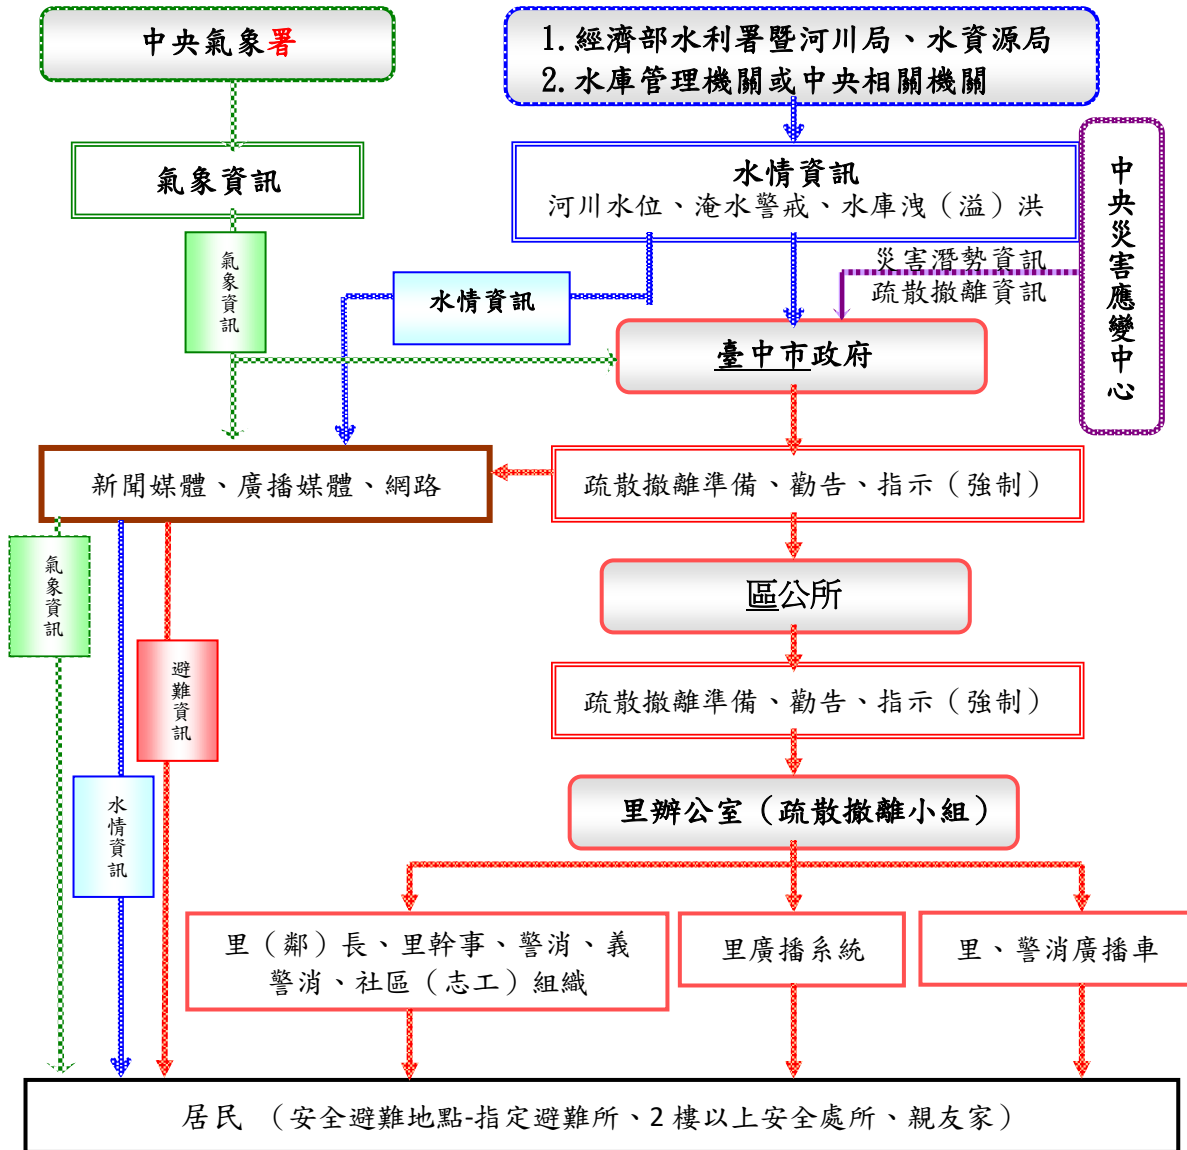 中央氣象署
1.經濟部水利署暨河川局、水資源局
2.水庫管理機關或中央相關機關
氣象資訊
水情資訊
河川水位、淹水警戒、水庫洩（溢）洪
中央災害應變中心
氣象資訊
水情資訊
災害潛勢資訊
疏散撤離資訊
臺中市政府
新聞媒體、廣播媒體、網路
疏散撤離準備、勸告、指示（強制）
氣象資訊
區公所
避難資訊
疏散撤離準備、勸告、指示（強制）
水情資訊
里辦公室（疏散撤離小組）
里（鄰）長、里幹事、警消、義
警消、社區（志工）組織
里廣播系統
里、警消廣播車
居民 （安全避難地點-指定避難所、2 樓以上安全處所、親友家）